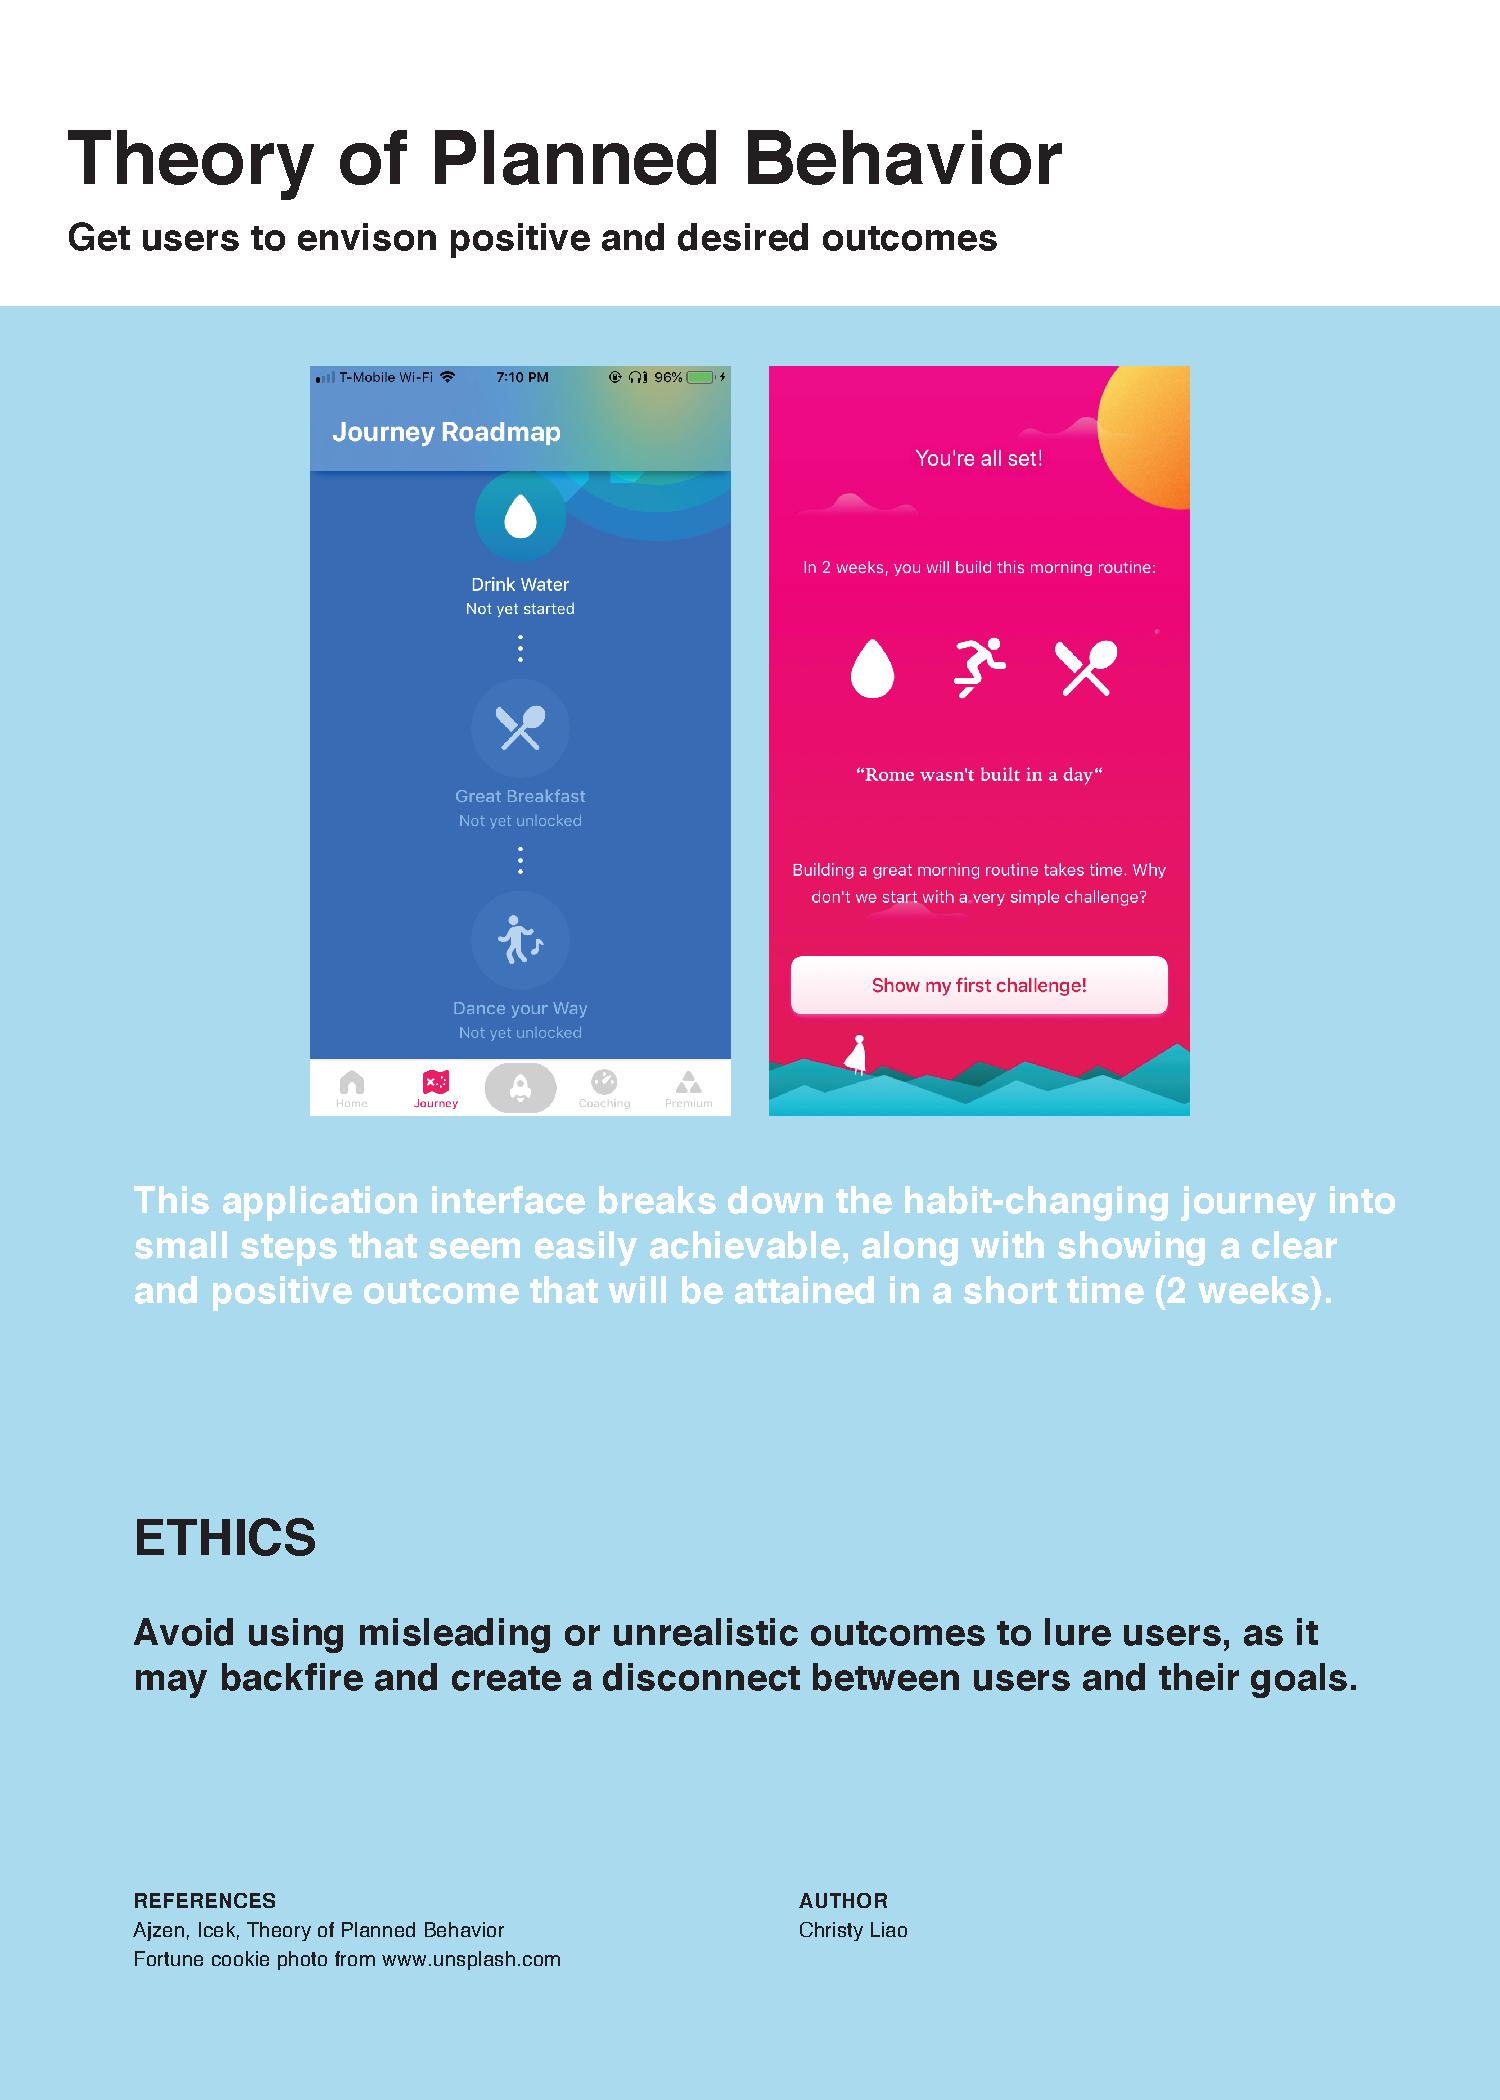 Theory of Planned Behavior
Get users to envison positive and desired outcomes
T-Mobile Wi-Fi 7:10 PM 96%
Journey Roadmap
Drink Water
Not yet started
Great Breakfast
Not yet unlocked
Dance your Way
Not yet unlocked
Home Journey Coaching Premium
You're all set!
In 2 weeks, you will build this morning routine:
“Rome wasn't built in a day“
Building a great morning routine takes time. Why
don't we start with a very simple challenge?
Show my first challenge!
This application interface breaks down the habit-changing journey into
small steps that seem easily achievable, along with showing a clear
and positive outcome that will be attained in a short time (2 weeks).
ETHICS
Avoid using misleading or unrealistic outcomes to lure users, as it
may backfire and create a disconnect between users and their goals.
REFERENCES
Ajzen, Icek, Theory of Planned Behavior
Fortune cookie photo from www.unsplash.com
AUTHOR
Christy Liao